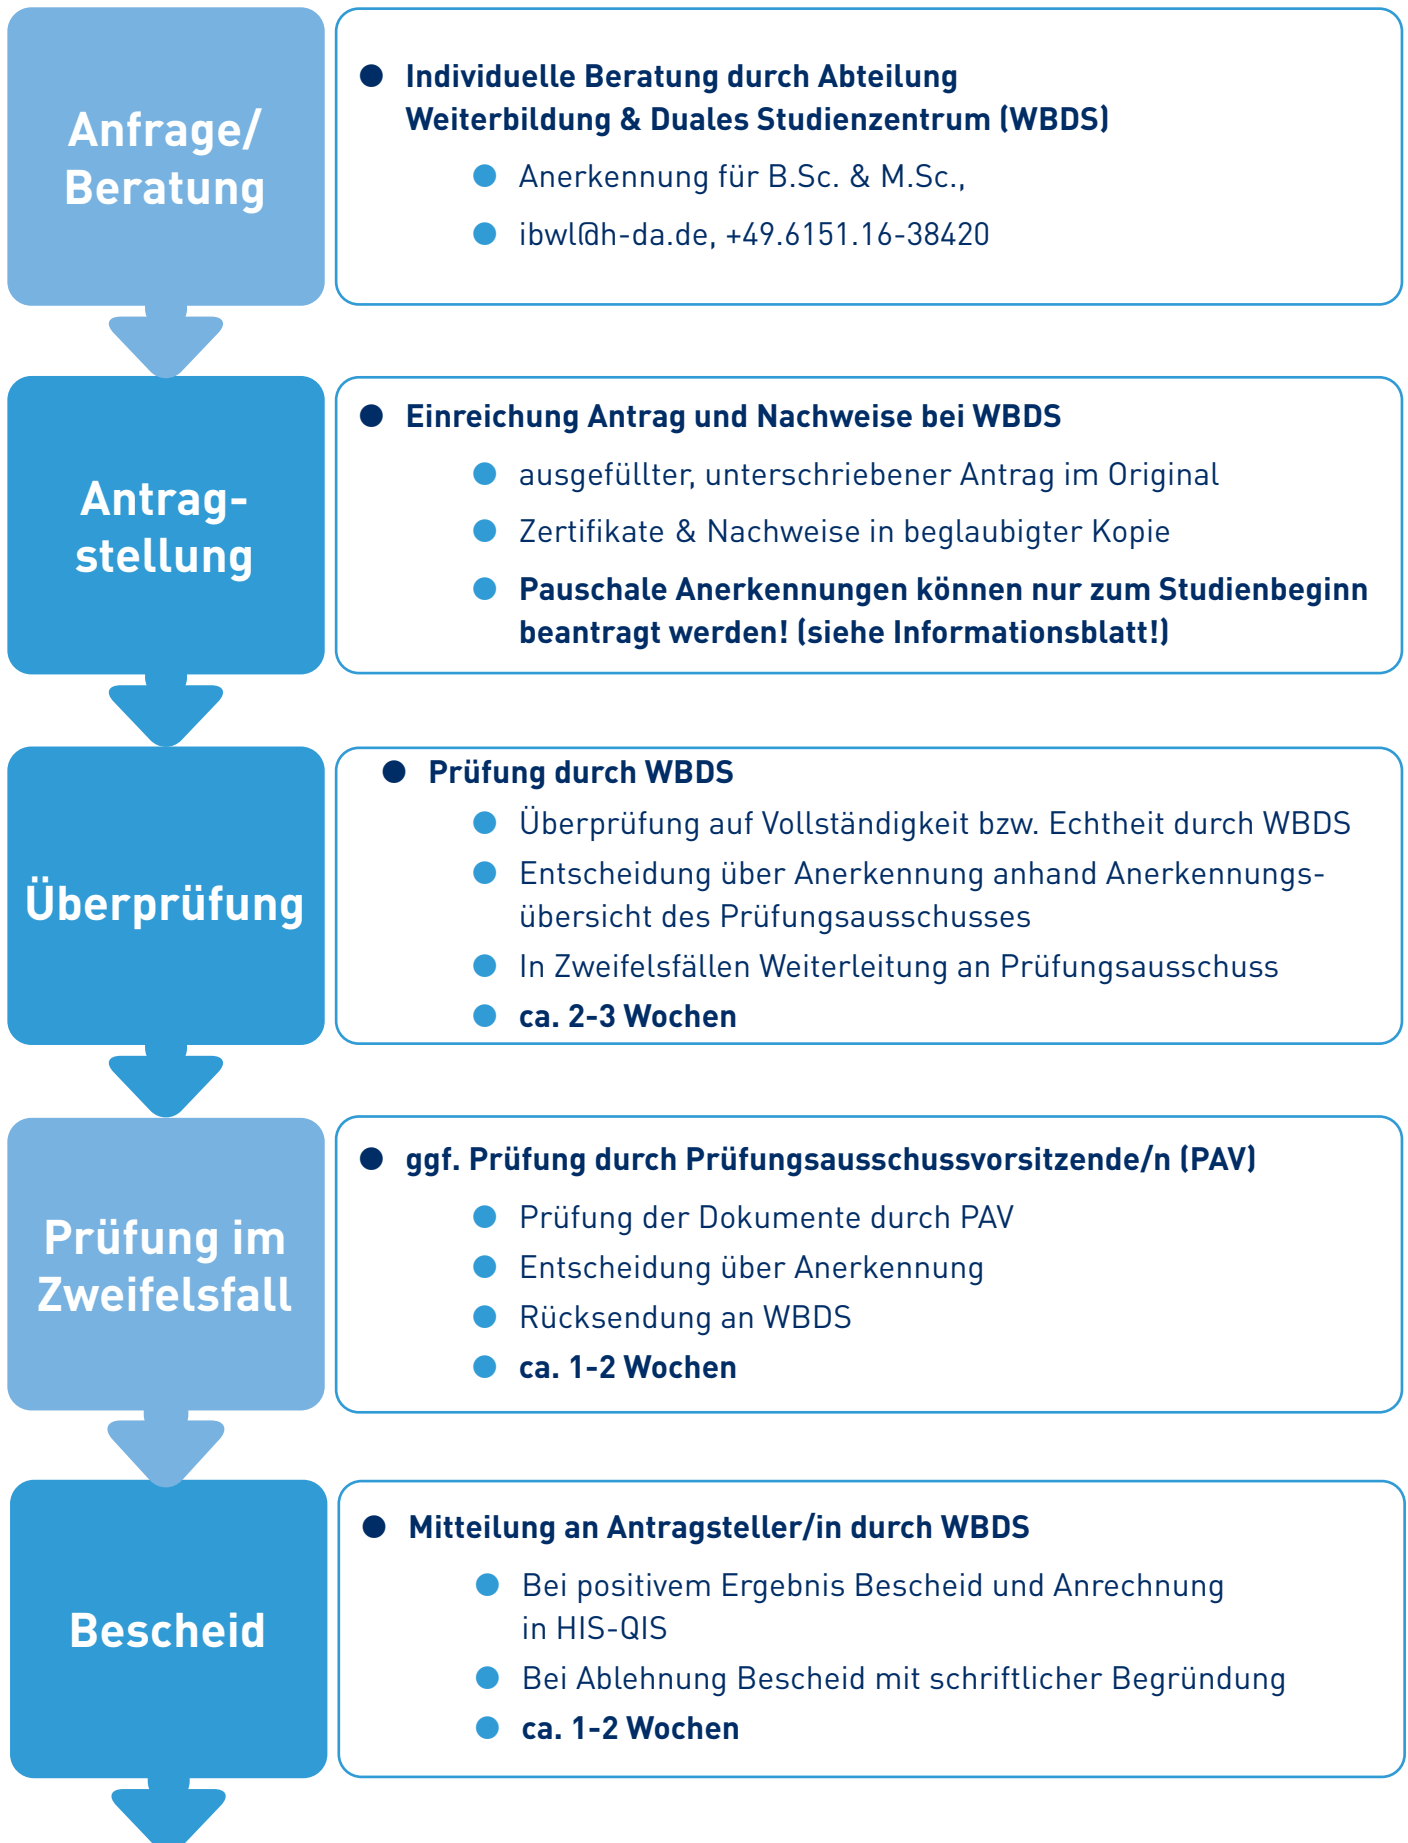 Anfrage/
Beratung
● Individuelle Beratung durch Abteilung
Weiterbildung & Duales Studienzentrum (WBDS)
● Anerkennung für B.Sc. & M.Sc.,
● ibwl@h-da.de, +49.6151.16-38420
Antrag-
stellung
● Einreichung Antrag und Nachweise bei WBDS
● ausgefüllter, unterschriebener Antrag im Original
● Zertifikate & Nachweise in beglaubigter Kopie
● Pauschale Anerkennungen können nur zum Studienbeginn
beantragt werden! (siehe Informationsblatt!)
Überprüfung
● Prüfung durch WBDS
● Überprüfung auf Vollständigkeit bzw. Echtheit durch WBDS
● Entscheidung über Anerkennung anhand Anerkennungs-
übersicht des Prüfungsausschusses
● In Zweifelsfällen Weiterleitung an Prüfungsausschuss
● ca. 2-3 Wochen
Prüfung im
Zweifelsfall
● ggf. Prüfung durch Prüfungsausschussvorsitzende/n (PAV)
● Prüfung der Dokumente durch PAV
● Entscheidung über Anerkennung
● Rücksendung an WBDS
● ca. 1-2 Wochen
Bescheid
● Mitteilung an Antragsteller/in durch WBDS
● Bei positivem Ergebnis Bescheid und Anrechnung
in HIS-QIS
● Bei Ablehnung Bescheid mit schriftlicher Begründung
● ca. 1-2 Wochen